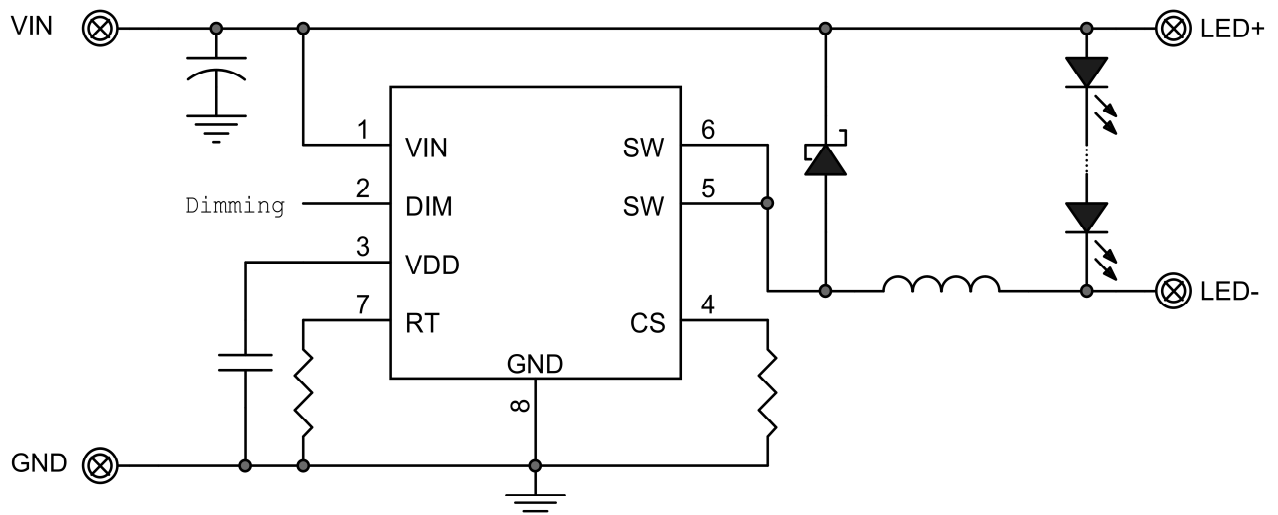 VIN
LED+
1
VIN
SW
6
Dimming
2
DIM
SW
5
3
VDD
LED-
7
RT
CS
4
GND
8
GND